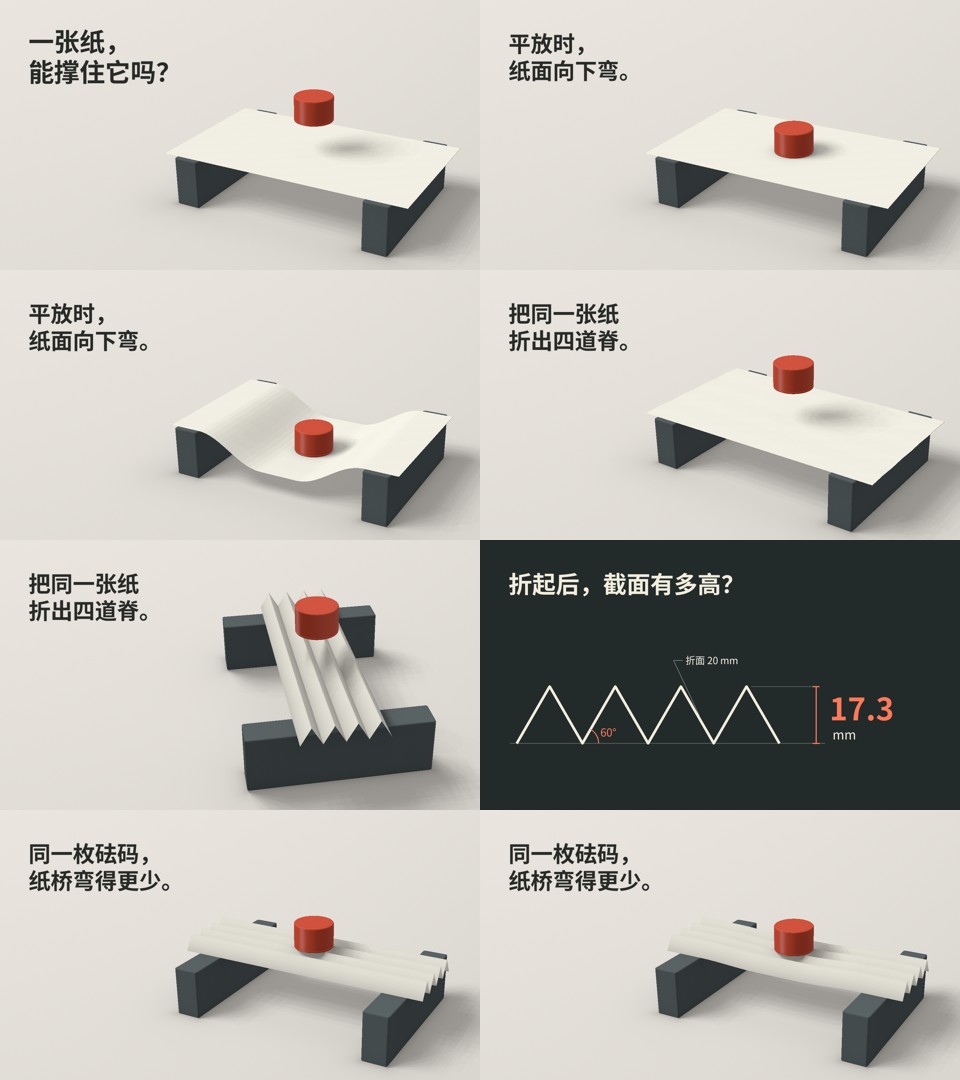 一张纸，
能撑住它吗？
平放时，
纸面向下弯。
平放时，
纸面向下弯。
把同一张纸
折出四道脊。
把同一张纸
折出四道脊。
折起后，截面有多高？
折面 20 mm
60°
17.3
mm
同一枚砝码，
纸桥弯得更少。
同一枚砝码，
纸桥弯得更少。